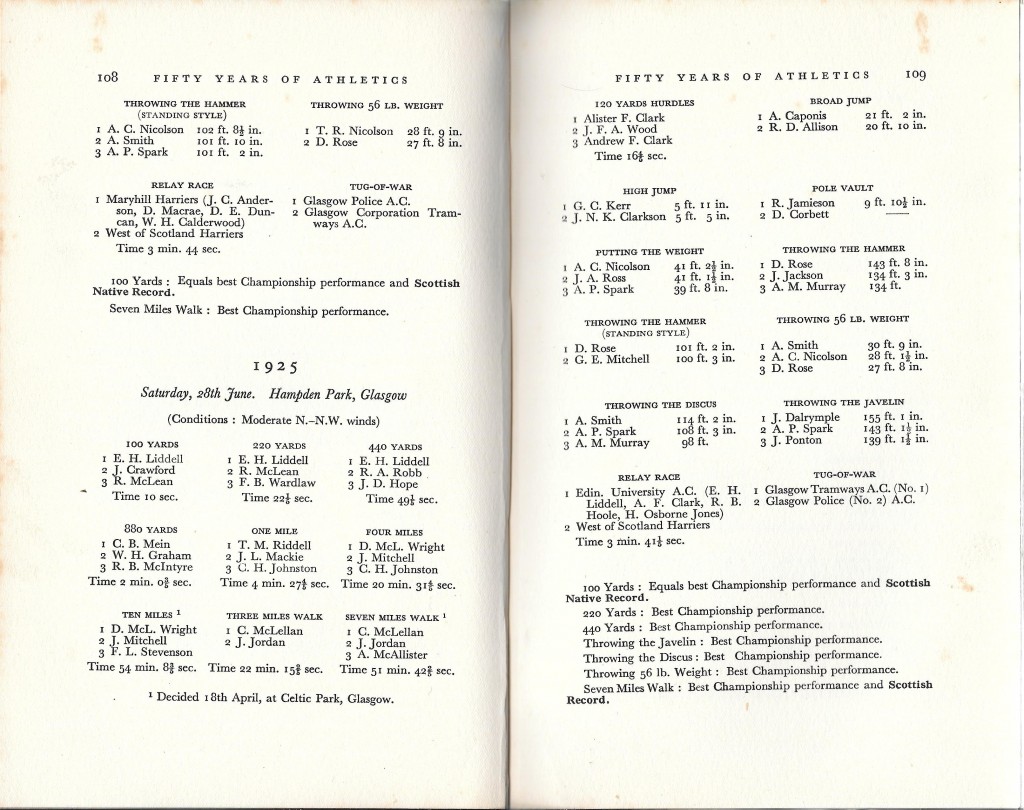 108 FIFTY YEARS OF ATHLETICS
THROWING THE HAMMER
(STANDING STYLE)
1 A. C. Nicolson 102 ft. 8½ in.
2 A. Smith 101 ft. 10 in.
3 A. P. Spark 101 ft. 2 in.
THROWING 56 LB. WEIGHT
1 T. R. Nicolson 28 ft. 9 in.
2 D. Rose 27 ft. 8 in.
RELAY RACE
1 Maryhill Harriers (J. C. Ander-
son, D. Macrae, D. E. Dun-
can, W. H. Calderwood)
2 West of Scotland Harriers
Time 3 min. 44 sec.
TUG-OF-WAR
1 Glasgow Police A.C.
2 Glasgow Corporation Tram-
ways A.C.
100 Yards : Equals best Championship performance and Scottish
Native Record.
Seven Miles Walk : Best Championship performance.
1925
Saturday, 28th June. Hampden Park, Glasgow
(Conditions : Moderate N.–N.W. winds)
100 YARDS
1 E. H. Liddell
2 J. Crawford
3 R. McLean
Time 10 sec.
220 YARDS
1 E. H. Liddell
2 R. McLean
3 F. B. Wardlaw
Time 22⅕ sec.
440 YARDS
1 E. H. Liddell
2 R. A. Robb
3 J. D. Hope
Time 49⅕ sec.
880 YARDS
1 C. B. Mein
2 W. H. Graham
3 R. B. McIntyre
Time 2 min. 0⅗ sec.
ONE MILE
1 T. M. Riddell
2 J. L. Mackie
3 C. H. Johnston
Time 4 min. 27⅘ sec.
FOUR MILES
1 D. McL. Wright
2 J. Mitchell
3 C. H. Johnston
Time 20 min. 31⅘ sec.
TEN MILES ¹
1 D. McL. Wright
2 J. Mitchell
3 F. L. Stevenson
Time 54 min. 8⅗ sec.
THREE MILES WALK
1 C. McLellan
2 J. Jordan
Time 22 min. 15⅗ sec.
SEVEN MILES WALK ¹
1 C. McLellan
2 J. Jordan
3 A. McAllister
Time 51 min. 42⅗ sec.
¹ Decided 18th April, at Celtic Park, Glasgow.
FIFTY YEARS OF ATHLETICS 109
120 YARDS HURDLES
1 Alister F. Clark
2 J. F. A. Wood
3 Andrew F. Clark
Time 16⅘ sec.
BROAD JUMP
1 A. Caponis 21 ft. 2 in.
2 R. D. Allison 20 ft. 10 in.
HIGH JUMP
1 G. C. Kerr 5 ft. 11 in.
2 J. N. K. Clarkson 5 ft. 5 in.
POLE VAULT
1 R. Jamieson 9 ft. 10½ in.
2 D. Corbett ——
PUTTING THE WEIGHT
1 A. C. Nicolson 41 ft. 2½ in.
2 J. A. Ross 41 ft. 1½ in.
3 A. P. Spark 39 ft. 8 in.
THROWING THE HAMMER
1 D. Rose 143 ft. 8 in.
2 J. Jackson 134 ft. 3 in.
3 A. M. Murray 134 ft.
THROWING THE HAMMER
(STANDING STYLE)
1 D. Rose 101 ft. 2 in.
2 G. E. Mitchell 100 ft. 3 in.
THROWING 56 LB. WEIGHT
1 A. Smith 30 ft. 9 in.
2 A. C. Nicolson 28 ft. 1½ in.
3 D. Rose 27 ft. 8 in.
THROWING THE DISCUS
1 A. Smith 114 ft. 2 in.
2 A. P. Spark 108 ft. 3 in.
3 A. M. Murray 98 ft.
THROWING THE JAVELIN
1 J. Dalrymple 155 ft. 1 in.
2 A. P. Spark 143 ft. 1½ in.
3 J. Ponton 139 ft. 1½ in.
RELAY RACE
1 Edin. University A.C. (E. H.
Liddell, A. F. Clark, R. B.
Hoole, H. Osborne Jones)
2 West of Scotland Harriers
Time 3 min. 41⅕ sec.
TUG-OF-WAR
1 Glasgow Tramways A.C. (No. 1)
2 Glasgow Police (No. 2) A.C.
100 Yards : Equals best Championship performance and Scottish
Native Record.
220 Yards : Best Championship performance.
440 Yards : Best Championship performance.
Throwing the Javelin : Best Championship performance.
Throwing the Discus : Best Championship performance.
Throwing 56 lb. Weight : Best Championship performance.
Seven Miles Walk : Best Championship performance and Scottish
Record.